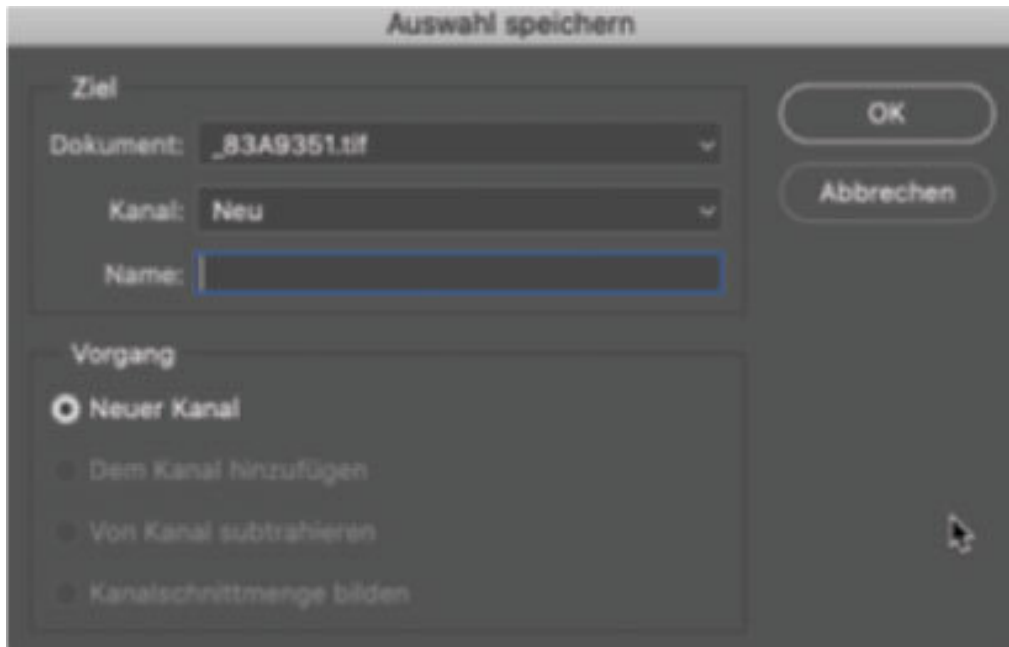 Auswahl speichern
Ziel
Dokument: _83A9351.tif
Kanal: Neu
Name:
OK
Abbrechen
Vorgang
Neuer Kanal
Dem Kanal hinzufügen
Von Kanal subtrahieren
Kanalschnittmenge bilden